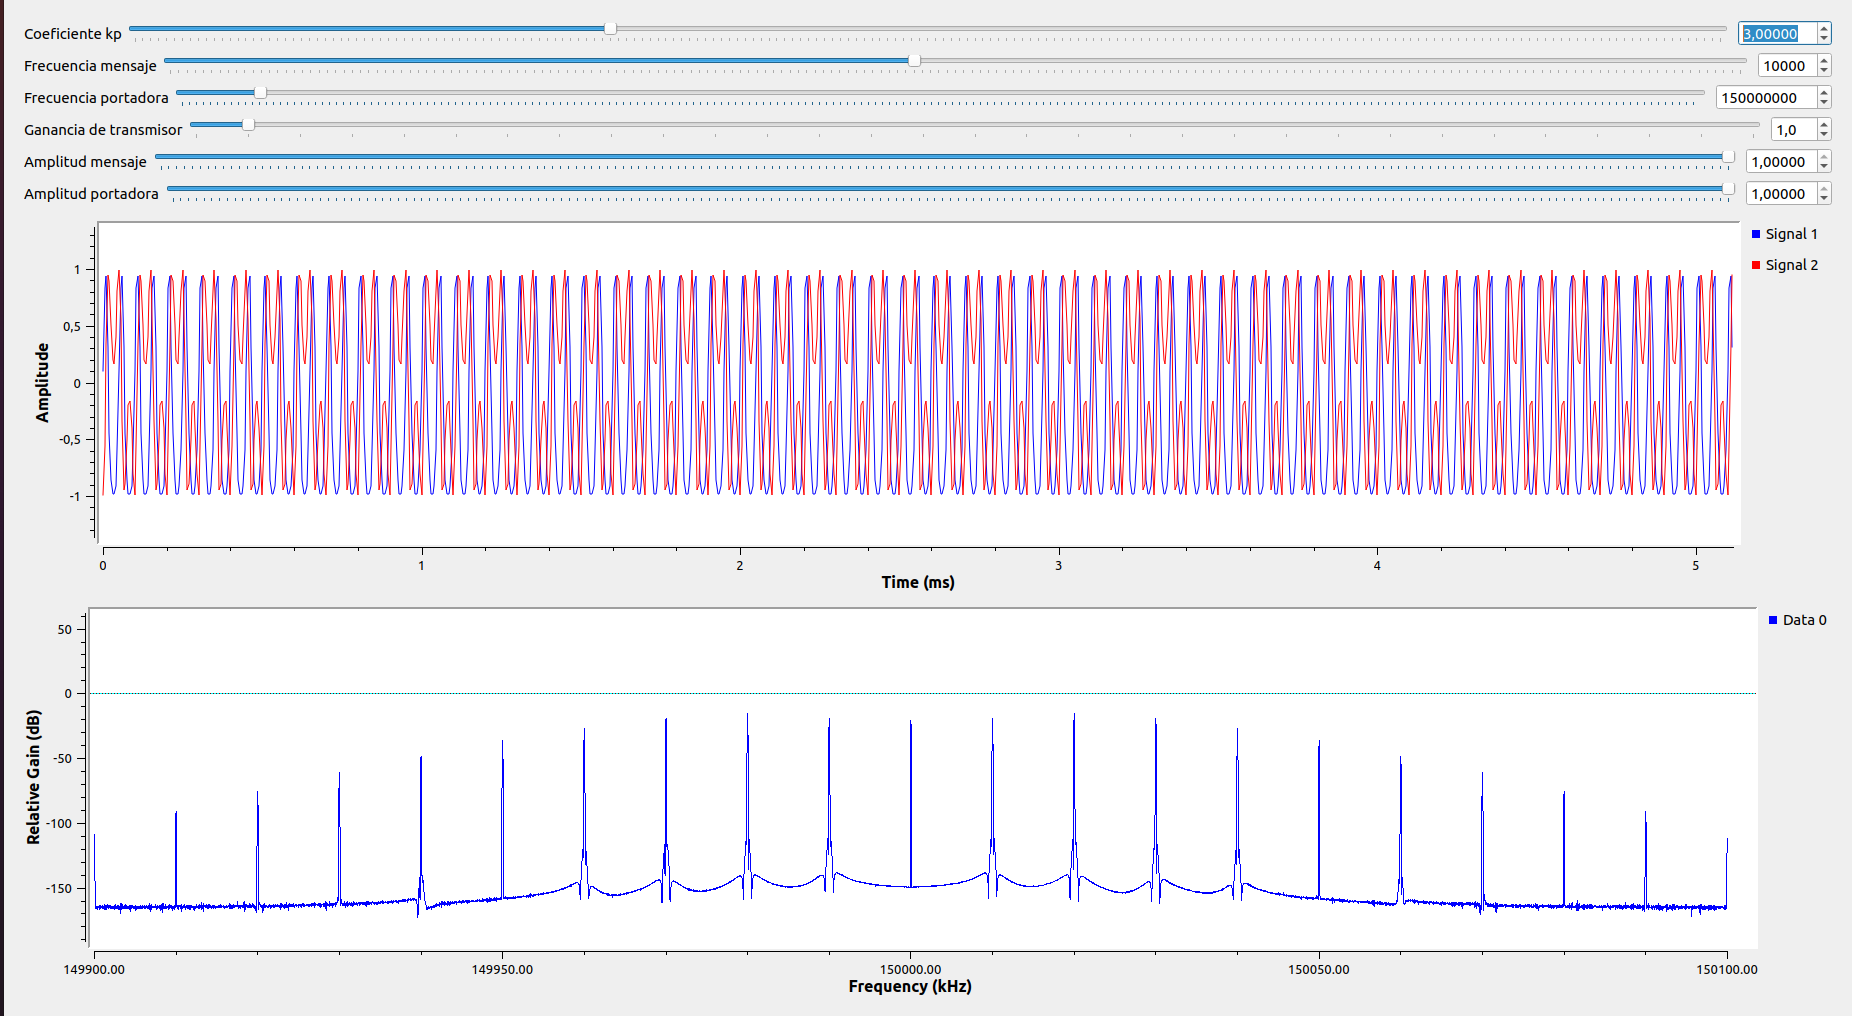 Coeficiente kp 3,00000
Frecuencia mensaje 10000
Frecuencia portadora 150000000
Ganancia de transmisor 1,0
Amplitud mensaje 1,00000
Amplitud portadora 1,00000
Signal 1
Signal 2
1
0,5
0
-0,5
-1
Amplitude
0 1 2 3 4 5
Time (ms)
Data 0
50
0
-50
-100
-150
Relative Gain (dB)
149900.00 149950.00 150000.00 150050.00 150100.00
Frequency (kHz)